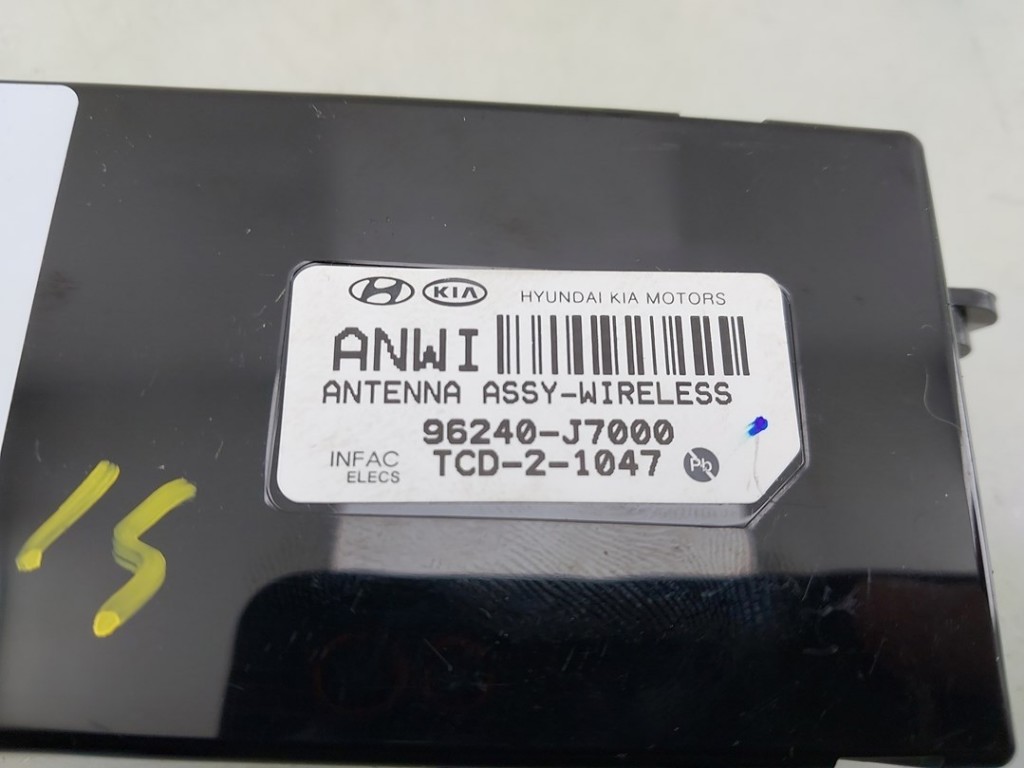 KIA HYUNDAI KIA MOTORS
ANWI
ANTENNA ASSY-WIRELESS
96240-J7000
INFAC
ELECS
TCD-2-1047
Pb
15